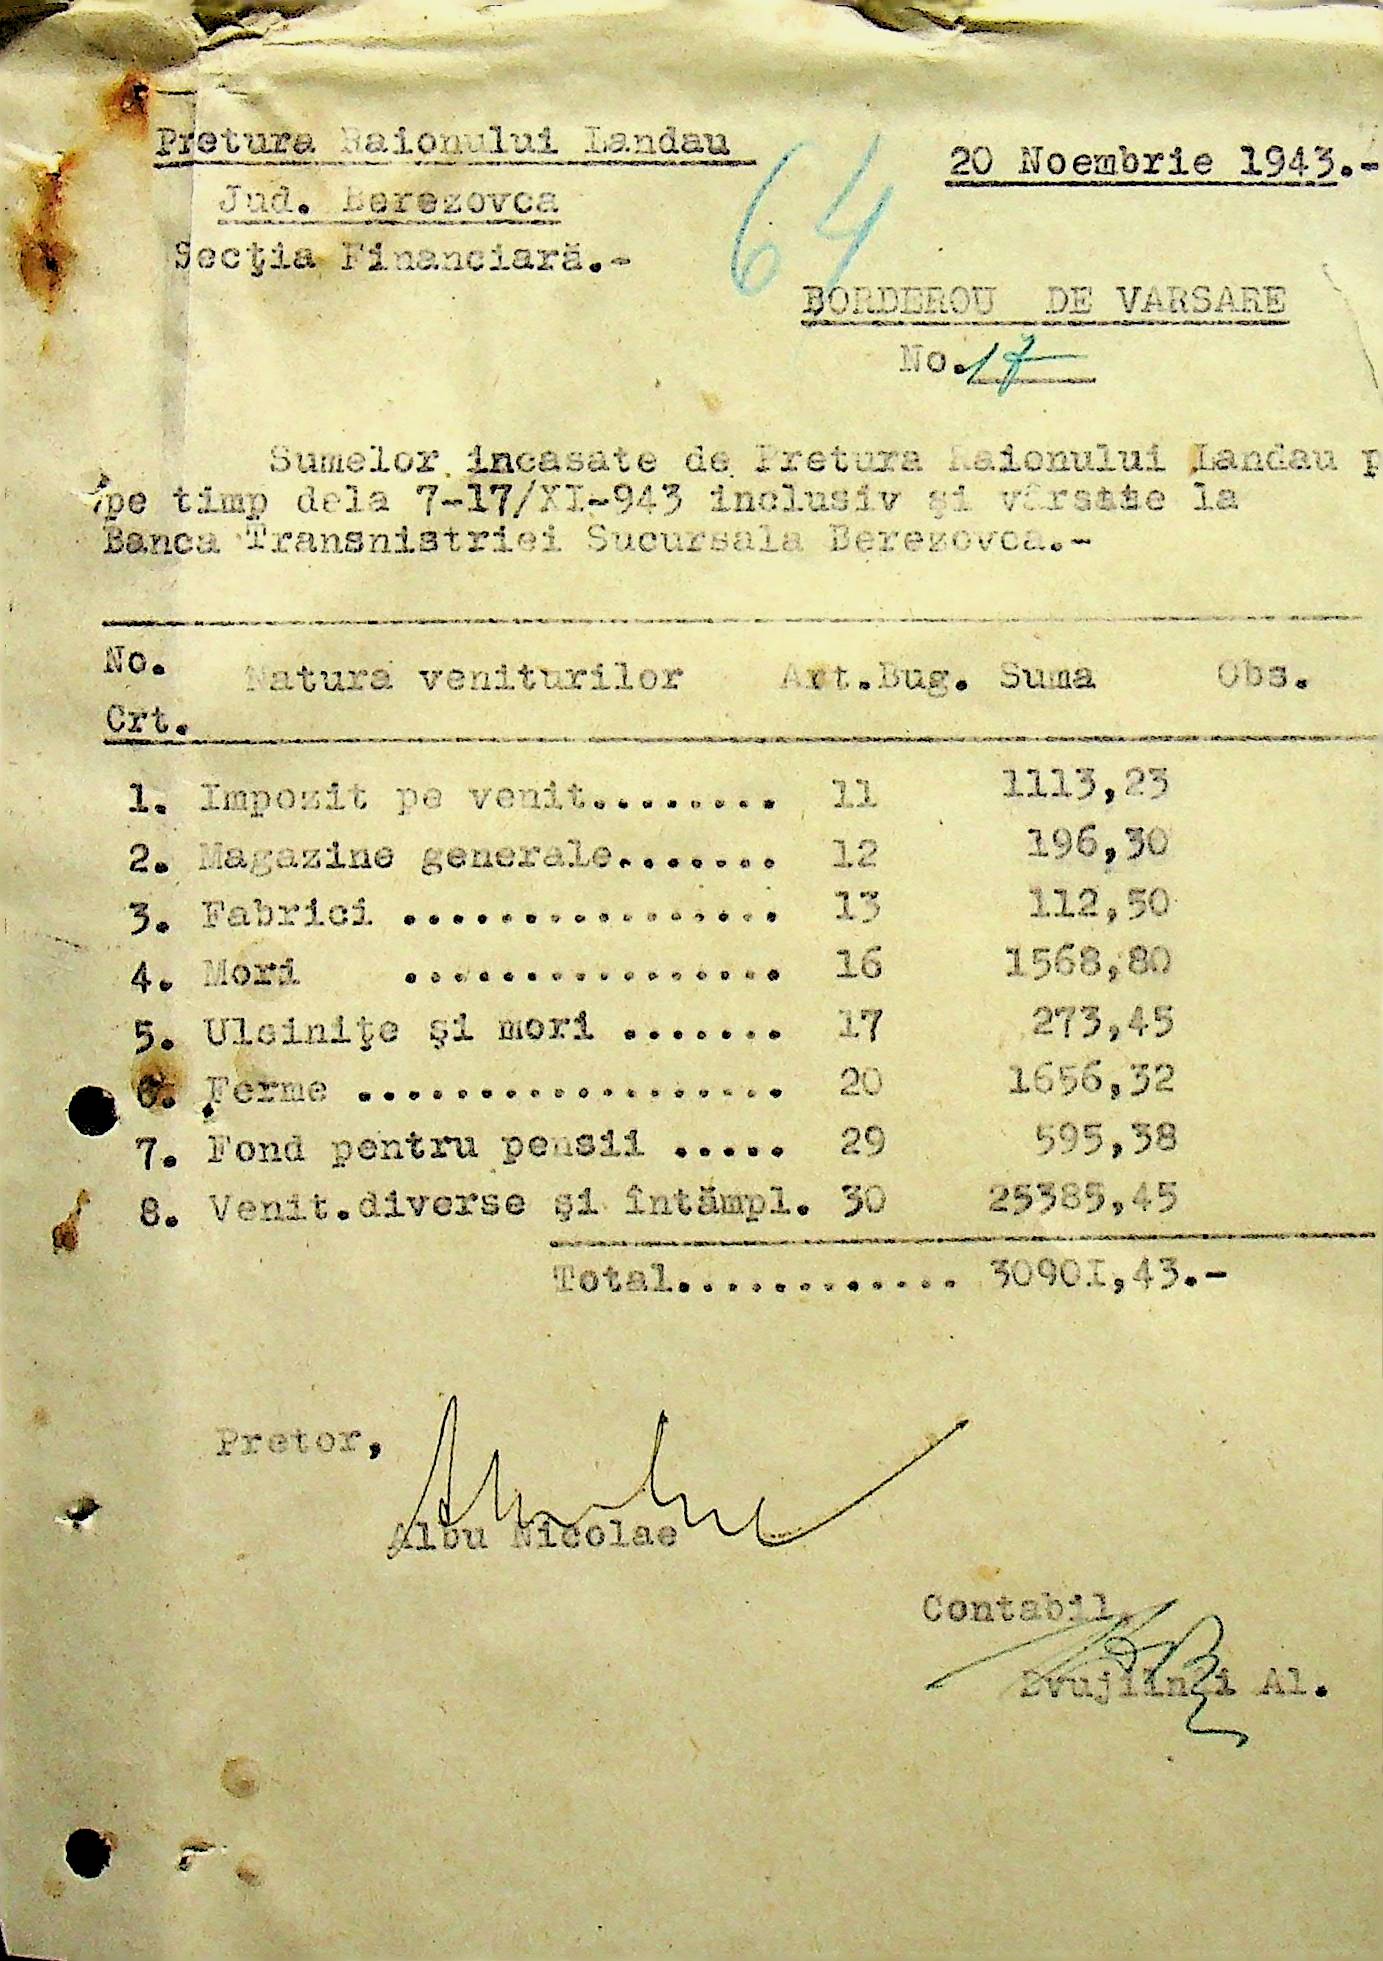 Pretura Raionului Landau
20 Noembrie 1943.-
Jud. Berezovca
64
Secţia Financiară.-
BORDEROU DE VARSARE
No. 17
Sumelor incasate de Pretura Raionului Landau p
pe timp dela 7-17/XI-943 inclusiv şi vărsate la
Banca Transnistriei Sucursala Berezovca.-
No. Crt. Natura veniturilor Art.Bug. Suma Obs.
1. Impozit pe venit........ 11 1113,23
2. Magazine generale....... 12 196,30
3. Fabrici ................ 13 112,50
4. Mori ................ 16 1568,80
5. Uleiniţe şi mori ....... 17 273,45
6. Ferme .................. 20 1656,32
7. Fond pentru pensii ..... 29 595,38
8. Venit.diverse şi întămpl. 30 25385,45
Total............ 3090I,43.-
Pretor,
Albu Nicolae
Contabil,
Al.